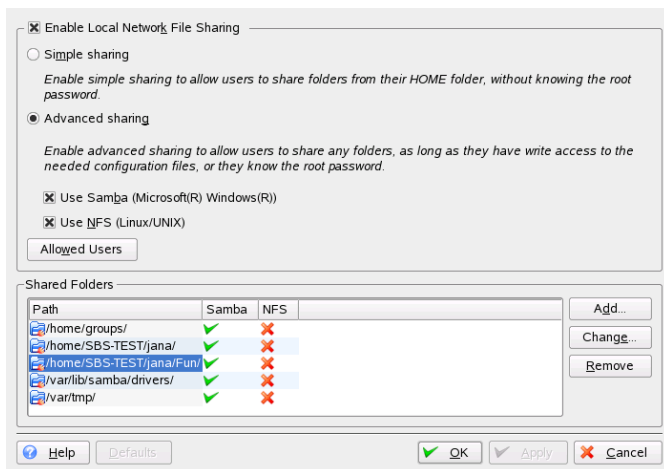 Enable Local Network File Sharing
Simple sharing
Enable simple sharing to allow users to share folders from their HOME folder, without knowing the root
password.
Advanced sharing
Enable advanced sharing to allow users to share any folders, as long as they have write access to the
needed configuration files, or they know the root password.
Use Samba (Microsoft(R) Windows(R))
Use NFS (Linux/UNIX)
Allowed Users
Shared Folders
Path Samba NFS
/home/groups/
/home/SBS-TEST/jana/
/home/SBS-TEST/jana/Fun/
/var/lib/samba/drivers/
/var/tmp/
Add...
Change...
Remove
Help Defaults OK Apply Cancel